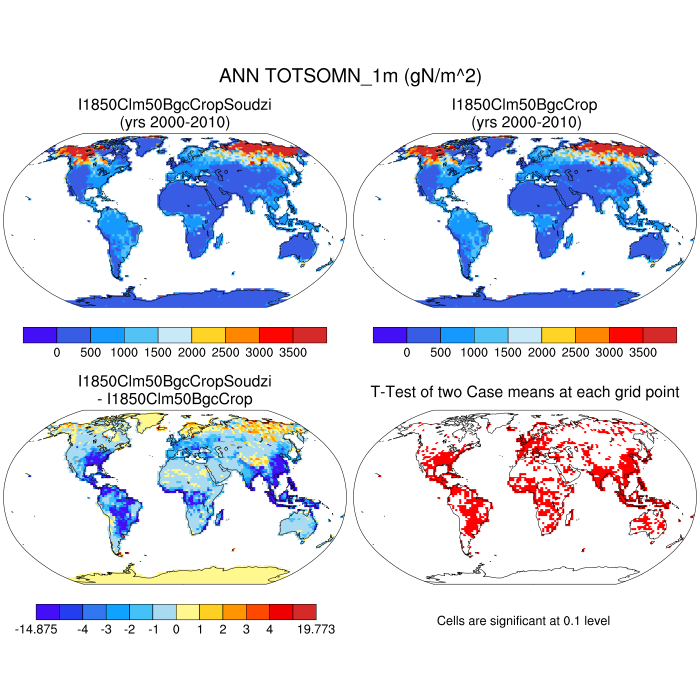 ANN TOTSOMN_1m (gN/m^2)
I1850Clm50BgcCropSoudzi
(yrs 2000-2010)
I1850Clm50BgcCrop
(yrs 2000-2010)
0 500 1000 1500 2000 2500 3000 3500
0 500 1000 1500 2000 2500 3000 3500
I1850Clm50BgcCropSoudzi
- I1850Clm50BgcCrop
T-Test of two Case means at each grid point
-14.875 -4 -3 -2 -1 0 1 2 3 4 19.773
Cells are significant at 0.1 level